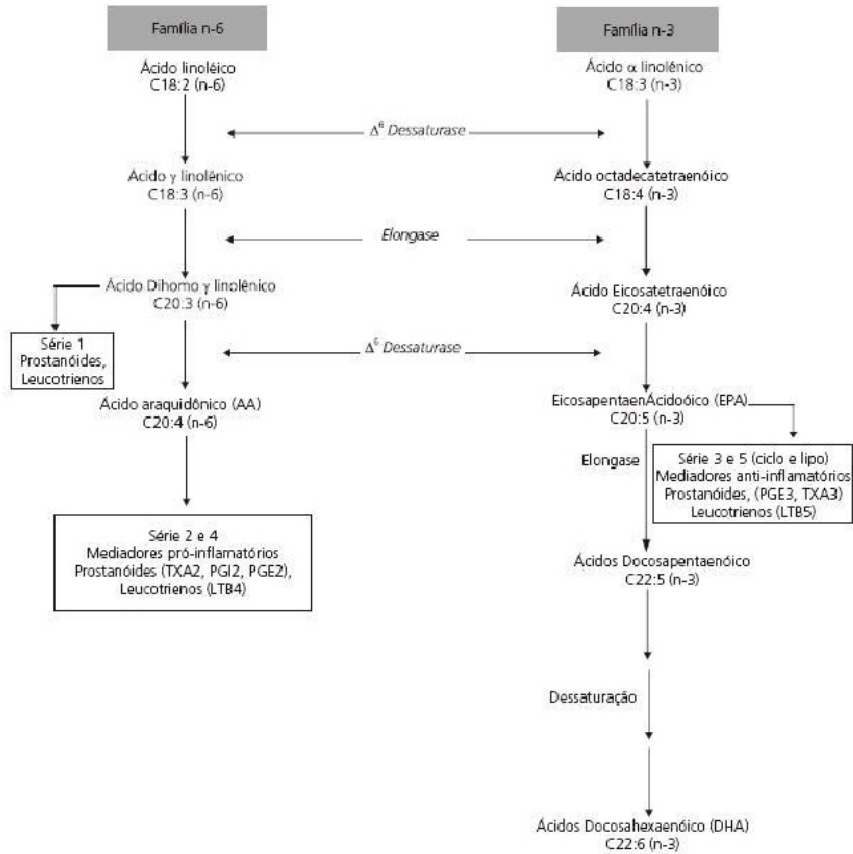 Família n-6
Família n-3
Ácido linoléico
C18:2 (n-6)
Ácido α linolênico
C18:3 (n-3)
Δ⁶ Dessaturase
Ácido γ linolênico
C18:3 (n-6)
Ácido octadecatetraenóico
C18:4 (n-3)
Elongase
Ácido Dihomo γ linolênico
C20:3 (n-6)
Ácido Eicosatetraenóico
C20:4 (n-3)
Série 1
Prostanóides,
Leucotrienos
Δ⁵ Dessaturase
Ácido araquidônico (AA)
C20:4 (n-6)
EicosapentaenÁcidoóico (EPA)
C20:5 (n-3)
Elongase
Série 3 e 5 (ciclo e lipo)
Mediadores anti-inflamatórios
Prostanóides, (PGE3, TXA3)
Leucotrienos (LTB5)
Série 2 e 4
Mediadores pró-inflamatórios
Prostanóides (TXA2, PGI2, PGE2),
Leucotrienos (LTB4)
Ácidos Docosapentaenóico
C22:5 (n-3)
Dessaturação
Ácidos Docosahexaenóico (DHA)
C22:6 (n-3)